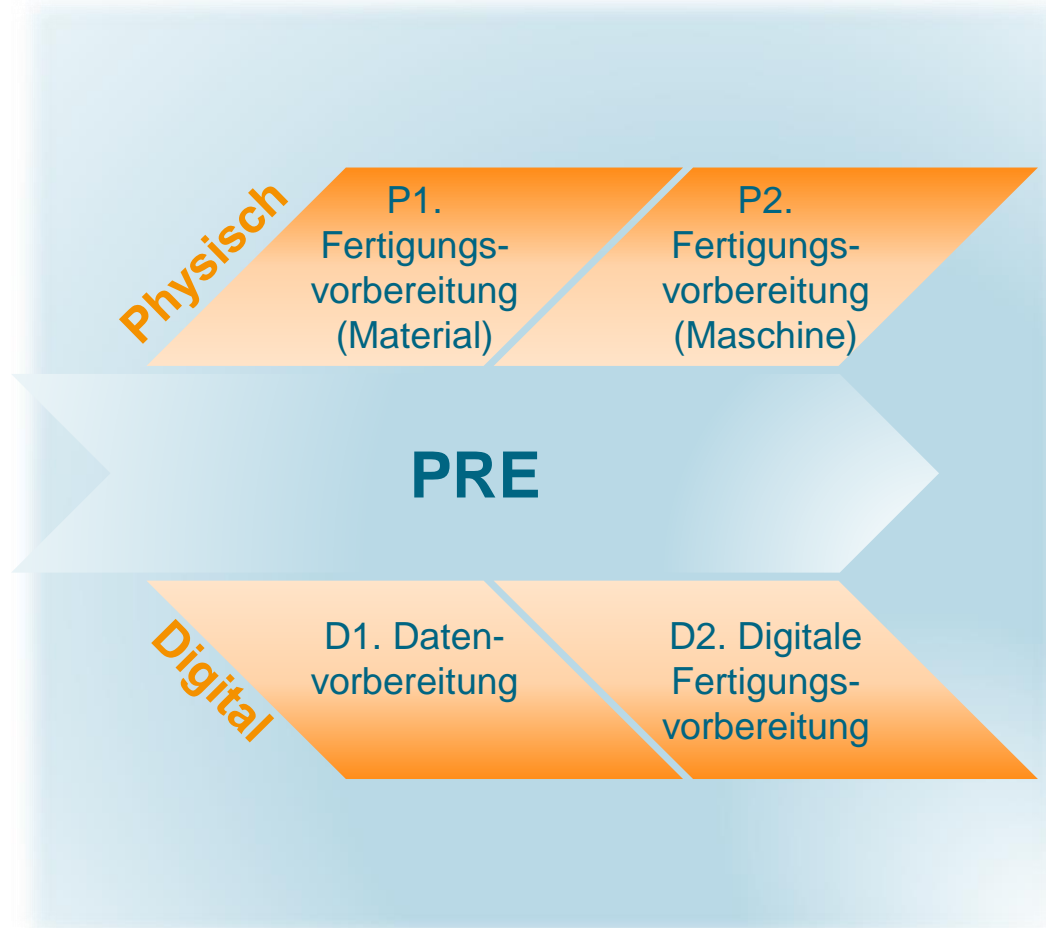 Physisch
P1.
Fertigungs-
vorbereitung
(Material)
P2.
Fertigungs-
vorbereitung
(Maschine)
PRE
Digital
D1. Daten-
vorbereitung
D2. Digitale
Fertigungs-
vorbereitung